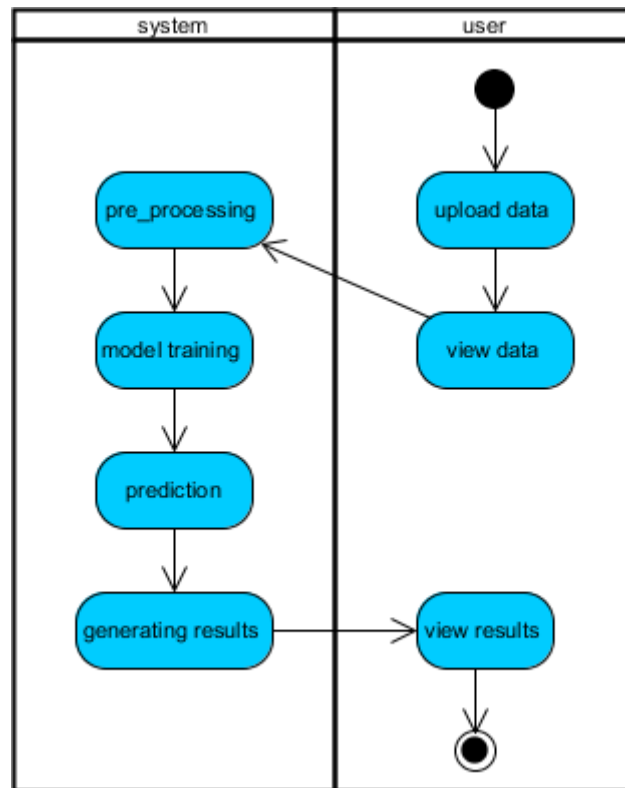 system
user
pre_processing
upload data
model training
view data
prediction
generating results
view results